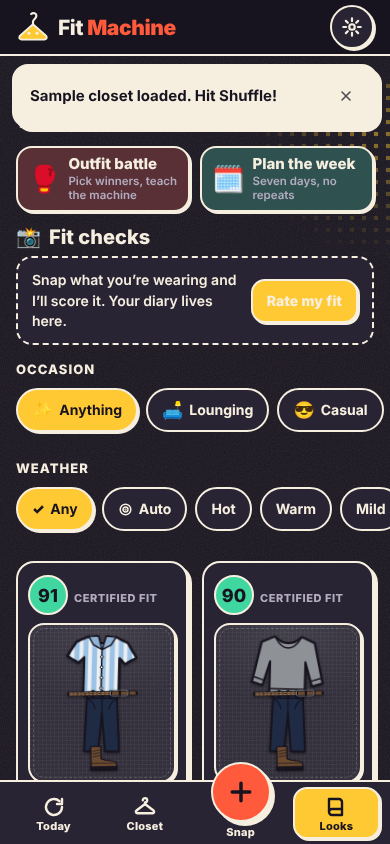 Fit Machine
Sample closet loaded. Hit Shuffle!
Outfit battle
Pick winners, teach
the machine
Plan the week
Seven days, no
repeats
Fit checks
Snap what you're wearing and
I'll score it. Your diary lives
here.
Rate my fit
OCCASION
Anything
Lounging
Casual
WEATHER
Any
Auto
Hot
Warm
Mild
91 CERTIFIED FIT
90 CERTIFIED FIT
Today
Closet
Snap
Looks